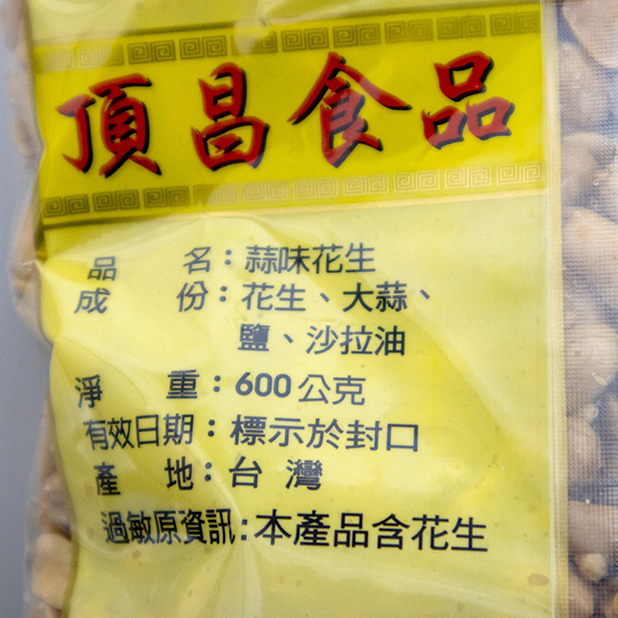 頂昌食品
品名：蒜味花生
成份：花生、大蒜、
鹽、沙拉油
淨重：600公克
有效日期：標示於封口
產地：台灣
過敏原資訊：本產品含花生